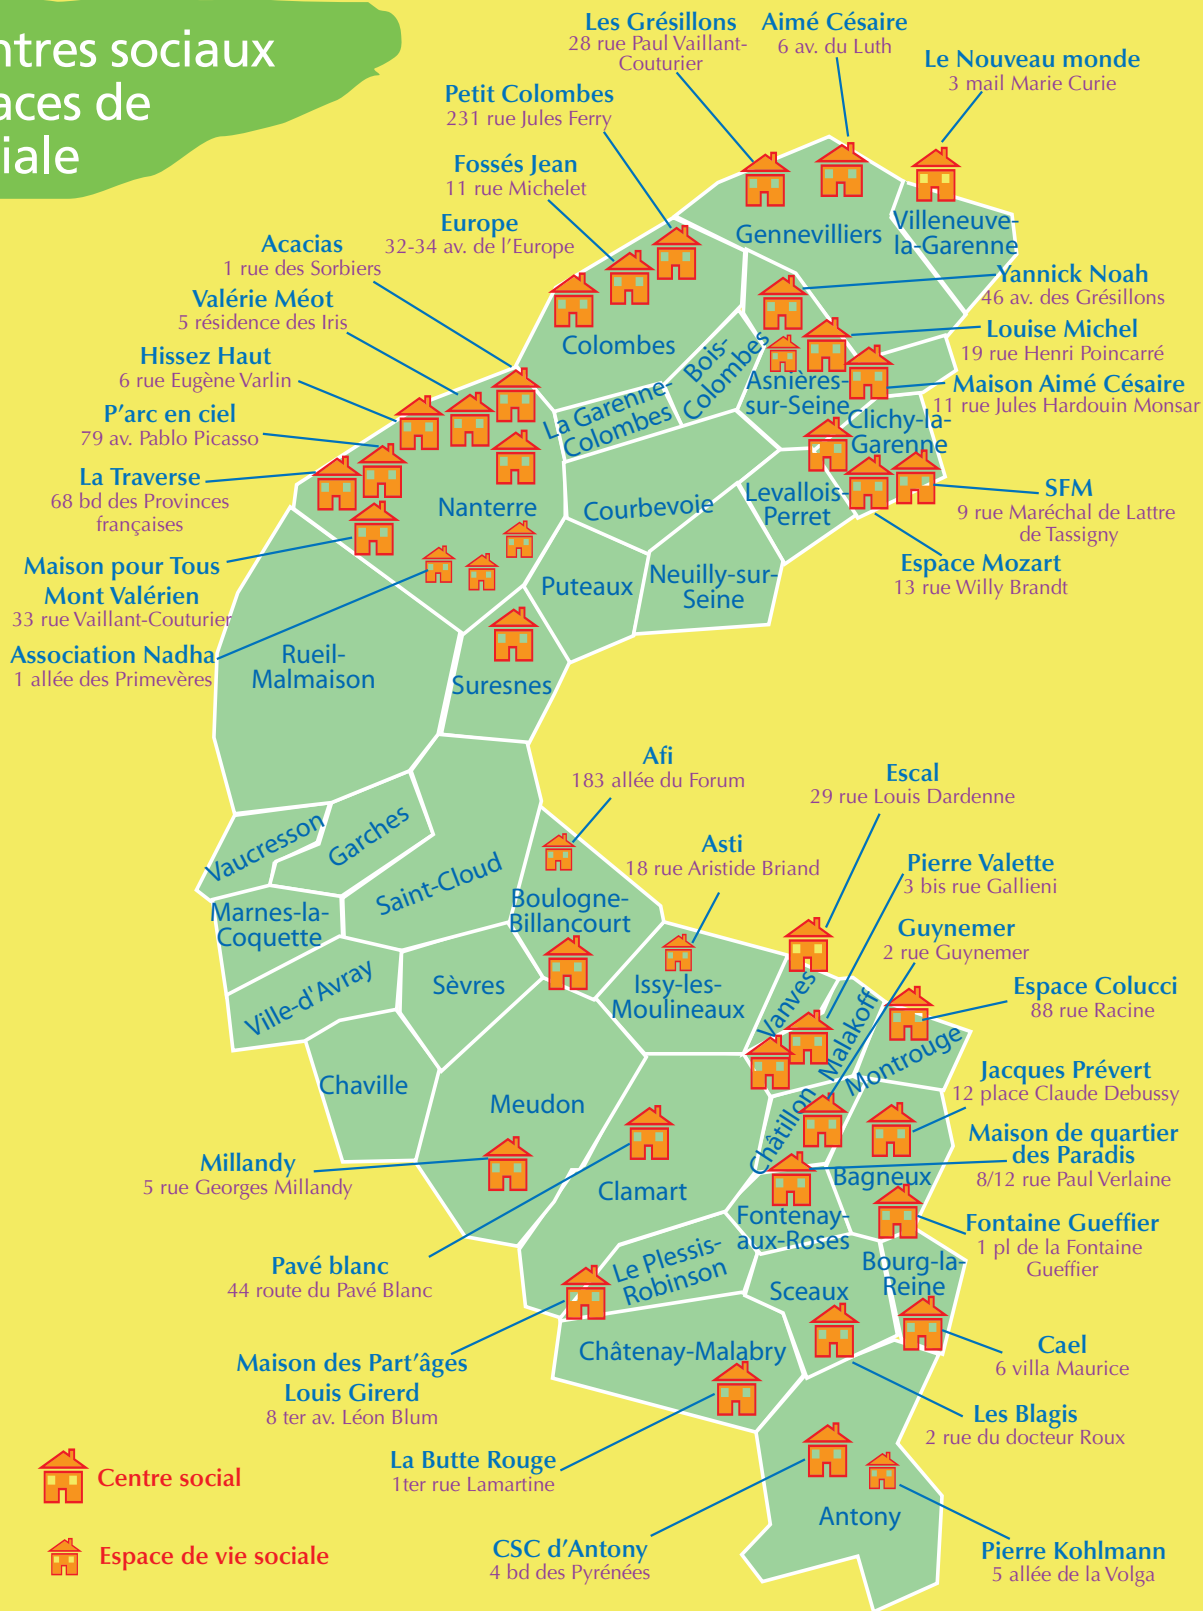 ntres sociaux
aces de
iale
Les Grésillons
28 rue Paul Vaillant-
Couturier
Aimé Césaire
6 av. du Luth
Le Nouveau monde
3 mail Marie Curie
Petit Colombes
231 rue Jules Ferry
Fossés Jean
11 rue Michelet
Europe
32-34 av. de l'Europe
Acacias
1 rue des Sorbiers
Valérie Méot
5 résidence des Iris
Hissez Haut
6 rue Eugène Varlin
P'arc en ciel
79 av. Pablo Picasso
La Traverse
68 bd des Provinces
françaises
Maison pour Tous
Mont Valérien
33 rue Vaillant-Couturier
Association Nadha
1 allée des Primevères
Gennevilliers
Villeneuve-
la-Garenne
Yannick Noah
46 av. des Grésillons
Louise Michel
19 rue Henri Poincarré
Maison Aimé Césaire
11 rue Jules Hardouin Monsar
Colombes
Bois-
Colombes
La Garenne-
Colombes
Asnières-
sur-Seine
Clichy-la-
Garenne
Nanterre
Courbevoie
Levallois-
Perret
SFM
9 rue Maréchal de Lattre
de Tassigny
Espace Mozart
13 rue Willy Brandt
Puteaux
Neuilly-sur-
Seine
Rueil-
Malmaison
Suresnes
Afi
183 allée du Forum
Escal
29 rue Louis Dardenne
Asti
18 rue Aristide Briand
Pierre Valette
3 bis rue Gallieni
Guynemer
2 rue Guynemer
Espace Colucci
88 rue Racine
Vaucresson
Garches
Saint-Cloud
Marnes-la-
Coquette
Boulogne-
Billancourt
Ville-d'Avray
Sèvres
Issy-les-
Moulineaux
Vanves
Malakoff
Montrouge
Chaville
Meudon
Châtillon
Jacques Prévert
12 place Claude Debussy
Maison de quartier
des Paradis
8/12 rue Paul Verlaine
Bagneux
Millandy
5 rue Georges Millandy
Clamart
Fontenay-
aux-Roses
Fontaine Gueffier
1 pl de la Fontaine
Gueffier
Pavé blanc
44 route du Pavé Blanc
Le Plessis-
Robinson
Sceaux
Bourg-la-
Reine
Châtenay-Malabry
Cael
6 villa Maurice
Maison des Part'âges
Louis Girerd
8 ter av. Léon Blum
Les Blagis
2 rue du docteur Roux
La Butte Rouge
1ter rue Lamartine
Centre social
Antony
CSC d'Antony
4 bd des Pyrénées
Pierre Kohlmann
5 allée de la Volga
Espace de vie sociale